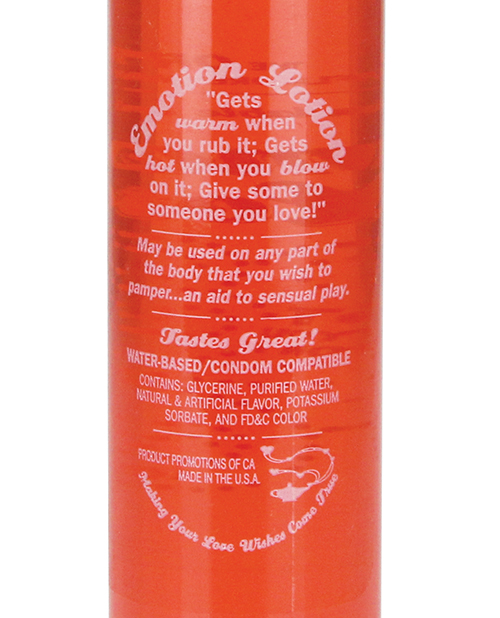 Emotion Lotion
"Gets
warm when
you rub it; Gets
hot when you blow
on it; Give some to
someone you love!"
May be used on any part of
the body that you wish to
pamper...an aid to sensual play.
Tastes Great!
WATER-BASED/CONDOM COMPATIBLE
CONTAINS: GLYCERINE, PURIFIED WATER,
NATURAL & ARTIFICIAL FLAVOR, POTASSIUM
SORBATE, AND FD&C COLOR
PRODUCT PROMOTIONS OF CA
MADE IN THE U.S.A.
Making Your Love Wishes Come True